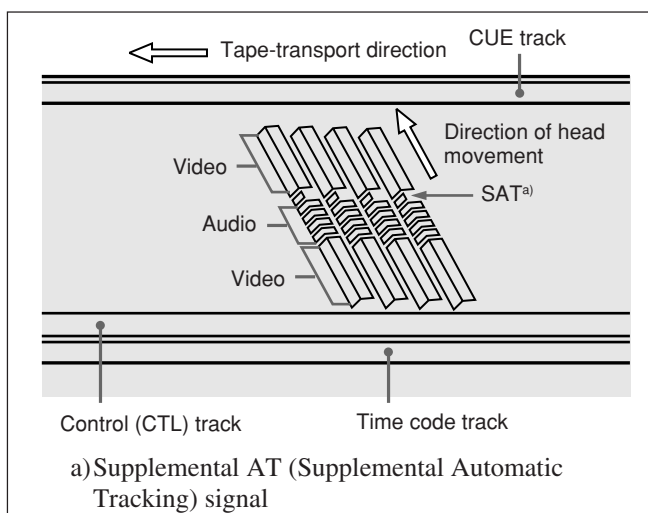 CUE track
Tape-transport direction
Direction of head
movement
Video
SATa)
Audio
Video
Control (CTL) track
Time code track
a)Supplemental AT (Supplemental Automatic
Tracking) signal